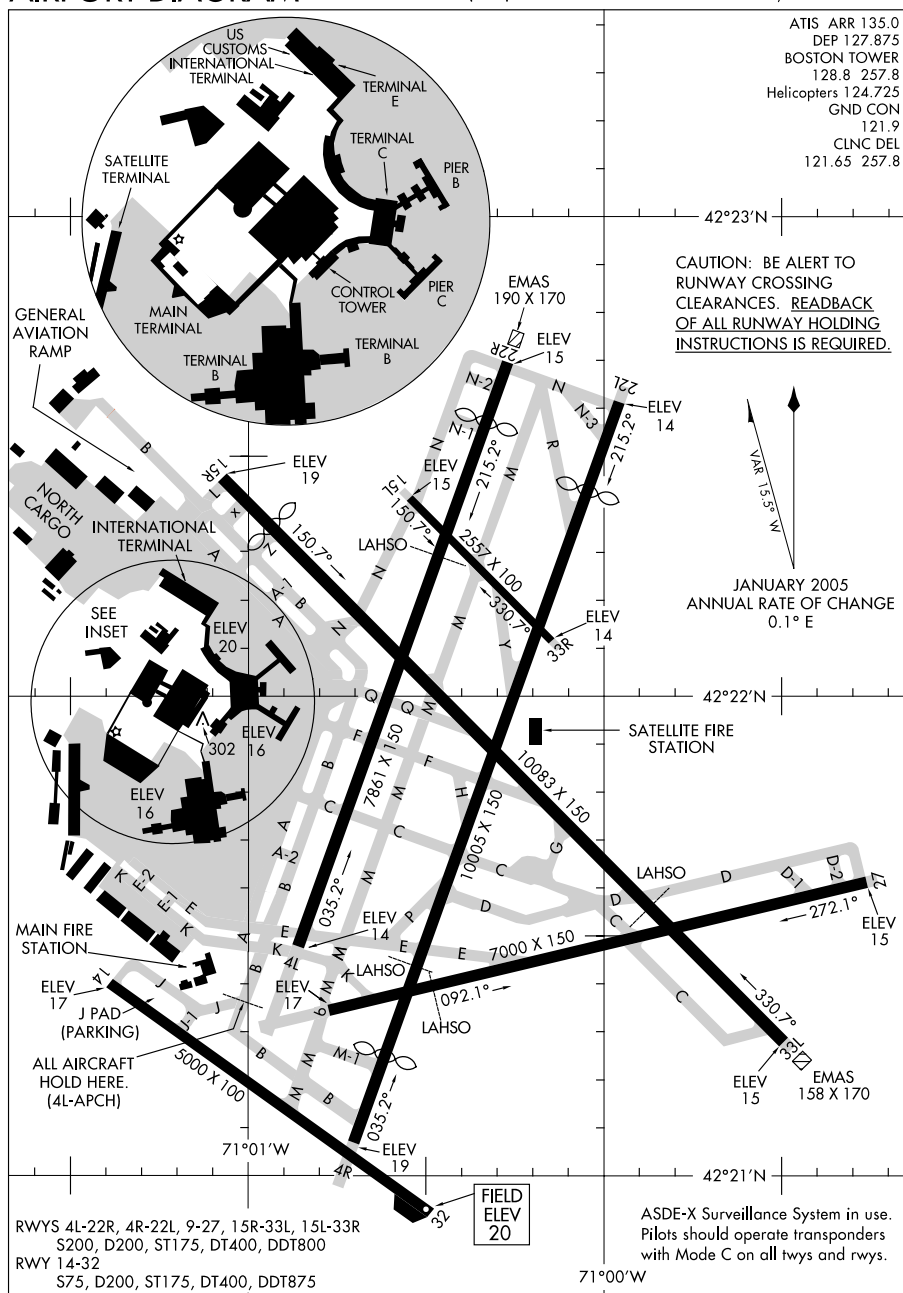 AIRPORT DIAGRAM
ATIS ARR 135.0
DEP 127.875
BOSTON TOWER
128.8 257.8
Helicopters 124.725
GND CON
121.9
CLNC DEL
121.65 257.8
US
CUSTOMS
INTERNATIONAL
TERMINAL
TERMINAL
E
TERMINAL
C
PIER
B
SATELLITE
TERMINAL
42°23'N
CAUTION: BE ALERT TO
RUNWAY CROSSING
CLEARANCES. READBACK
OF ALL RUNWAY HOLDING
INSTRUCTIONS IS REQUIRED.
EMAS
190 X 170
CONTROL
TOWER
PIER
C
MAIN
TERMINAL
GENERAL
AVIATION
RAMP
TERMINAL
B
TERMINAL
B
22R
ELEV
15
22L
ELEV
14
N-2
N
N
N-3
R
N
N-1
N
M
215.2°
215.2°
VAR 15.5° W
B
15R
ELEV
19
ELEV
15
15L
150.7°
2557 X 100
LAHSO
NORTH
CARGO
L
x
INTERNATIONAL
TERMINAL
150.7°
A
N
A-1
B
A
N
N
330.7°
M
Y
JANUARY 2005
ANNUAL RATE OF CHANGE
0.1° E
SEE
INSET
ELEV
20
33R
ELEV
14
42°22'N
Q
Q
M
302
ELEV
16
F
F
SATELLITE FIRE
STATION
ELEV
16
B
C
7861 X 150
M
M
C
H
10083 X 150
10005 X 150
A
A-2
B
C
G
LAHSO
K
E-2
E-1
E
K
M
D
D
C
D
D-1
D-2
27
272.1°
ELEV
15
035.2°
P
MAIN FIRE
STATION
A
B
E
K
4L
ELEV
14
E
E
7000 X 150
M
M
K
LAHSO
14
ELEV
17
J
J
J-1
J PAD
(PARKING)
ELEV
17
9
092.1°
LAHSO
C
330.7°
33L
ELEV
15
EMAS
158 X 170
ALL AIRCRAFT
HOLD HERE.
(4L-APCH)
5000 X 100
B
M
M
M-1
B
035.2°
71°01'W
ELEV
19
4R
42°21'N
32
FIELD
ELEV
20
RWYS 4L-22R, 4R-22L, 9-27, 15R-33L, 15L-33R
S200, D200, ST175, DT400, DDT800
RWY 14-32
S75, D200, ST175, DT400, DDT875
ASDE-X Surveillance System in use.
Pilots should operate transponders
with Mode C on all twys and rwys.
71°00'W